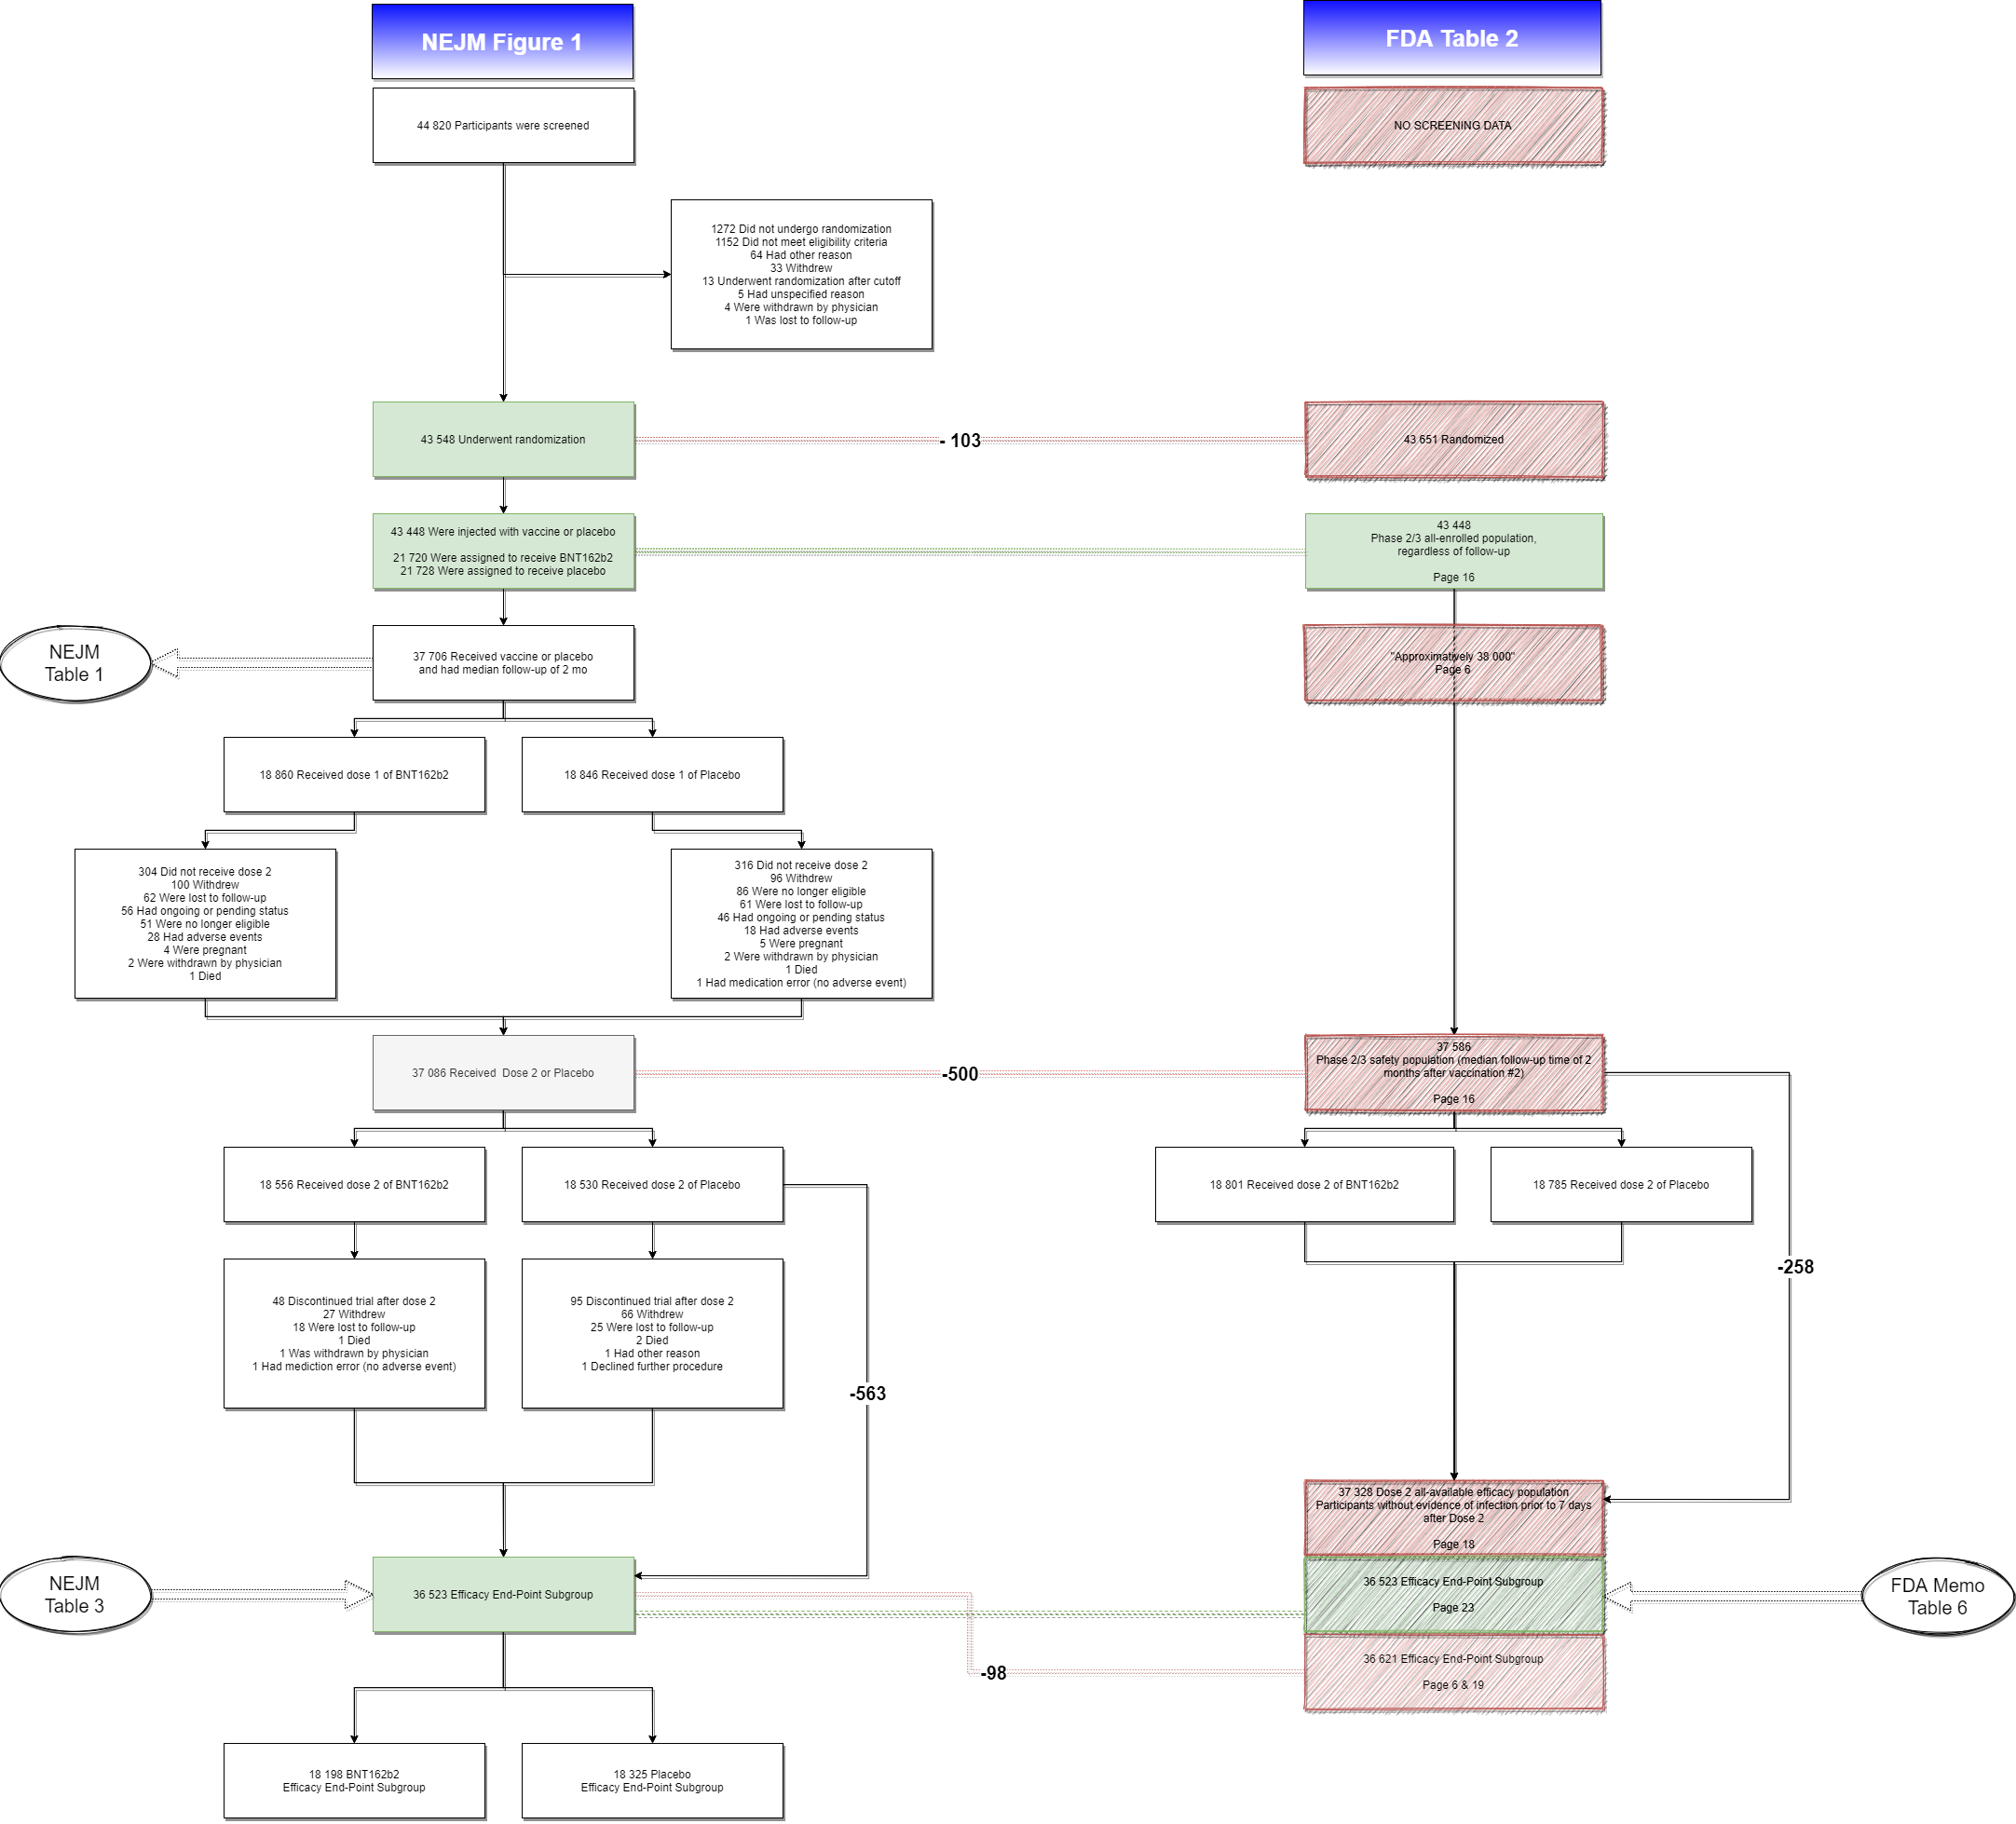 NEJM Figure 1
FDA Table 2
44 820 Participants were screened
NO SCREENING DATA
1272 Did not undergo randomization
1152 Did not meet eligibility criteria
64 Had other reason
33 Withdrew
13 Underwent randomization after cutoff
5 Had unspecified reason
4 Were withdrawn by physician
1 Was lost to follow-up
43 548 Underwent randomization
- 103
43 651 Randomized
43 448 Were injected with vaccine or placebo
21 720 Were assigned to receive BNT162b2
21 728 Were assigned to receive placebo
43 448
Phase 2/3 all-enrolled population,
regardless of follow-up
Page 16
NEJM
Table 1
37 706 Received vaccine or placebo
and had median follow-up of 2 mo
"Approximatively 38 000"
Page 6
18 860 Received dose 1 of BNT162b2
18 846 Received dose 1 of Placebo
304 Did not receive dose 2
100 Withdrew
62 Were lost to follow-up
56 Had ongoing or pending status
51 Were no longer eligible
28 Had adverse events
4 Were pregnant
2 Were withdrawn by physician
1 Died
316 Did not receive dose 2
96 Withdrew
86 Were no longer eligible
61 Were lost to follow-up
46 Had ongoing or pending status
18 Had adverse events
5 Were pregnant
2 Were withdrawn by physician
1 Died
1 Had medication error (no adverse event)
37 086 Received Dose 2 or Placebo
-500
37 586
Phase 2/3 safety population (median follow-up time of 2
months after vaccination #2)
Page 16
18 556 Received dose 2 of BNT162b2
18 530 Received dose 2 of Placebo
18 801 Received dose 2 of BNT162b2
18 785 Received dose 2 of Placebo
-258
48 Discontinued trial after dose 2
27 Withdrew
18 Were lost to follow-up
1 Died
1 Was withdrawn by physician
1 Had mediction error (no adverse event)
95 Discontinued trial after dose 2
66 Withdrew
25 Were lost to follow-up
2 Died
1 Had other reason
1 Declined further procedure
-563
37 328 Dose 2 all-available efficacy population
Participants without evidence of infection prior to 7 days
after Dose 2
Page 18
NEJM
Table 3
36 523 Efficacy End-Point Subgroup
36 523 Efficacy End-Point Subgroup
Page 23
FDA Memo
Table 6
-98
36 621 Efficacy End-Point Subgroup
Page 6 & 19
18 198 BNT162b2
Efficacy End-Point Subgroup
18 325 Placebo
Efficacy End-Point Subgroup